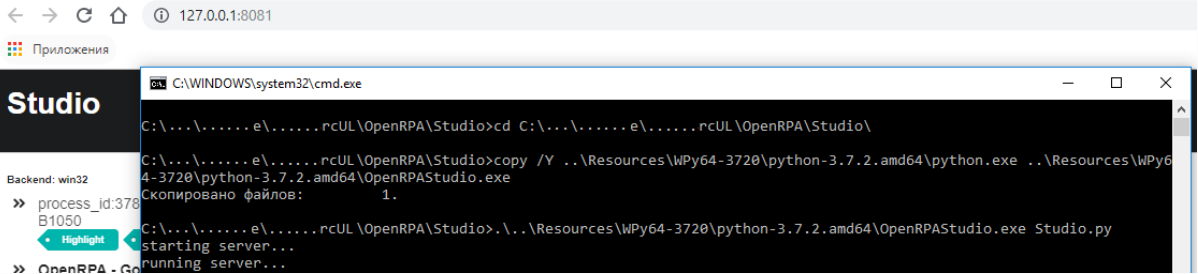 127.0.0.1:8081
Приложения
Studio
C:\WINDOWS\system32\cmd.exe
C:\...\......e\......rcUL\OpenRPA\Studio>cd C:\...\......e\......rcUL\OpenRPA\Studio\
C:\...\......e\......rcUL\OpenRPA\Studio>copy /Y ..\Resources\WPy64-3720\python-3.7.2.amd64\python.exe ..\Resources\WPy6
4-3720\python-3.7.2.amd64\OpenRPAStudio.exe
Скопировано файлов:         1.
C:\...\......e\......rcUL\OpenRPA\Studio>.\..\Resources\WPy64-3720\python-3.7.2.amd64\OpenRPAStudio.exe Studio.py
starting server...
running server...
Backend: win32
process_id:378
B1050
Highlight
OpenRPA - Go